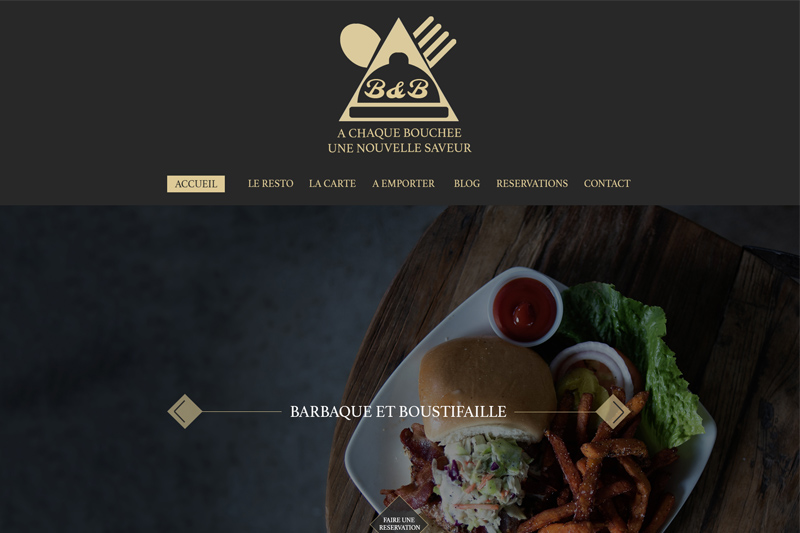 B&B
A CHAQUE BOUCHEE
UNE NOUVELLE SAVEUR
ACCUEIL LE RESTO LA CARTE A EMPORTER BLOG RESERVATIONS CONTACT
BARBAQUE ET BOUSTIFAILLE
FAIRE UNE
RESERVATION